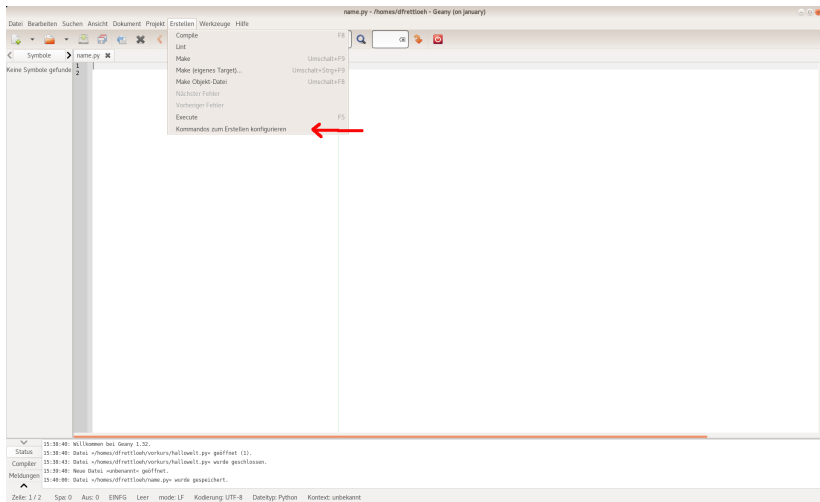 name.py - /homes/dfrettloeh - Geany (on january)
Datei Bearbeiten Suchen Ansicht Dokument Projekt Erstellen Werkzeuge Hilfe
Compile F8
Lint
Make Umschalt+F9
Make (eigenes Target)... Umschalt+Strg+F9
Make Objekt-Datei Umschalt+F8
Nächster Fehler
Vorheriger Fehler
Execute F5
Kommandos zum Erstellen konfigurieren
Symbole name.py
Keine Symbole gefunde
1
2
Status
Compiler
Meldungen
15:38:40: Willkommen bei Geany 1.32.
15:38:40: Datei »/homes/dfrettloeh/vorkurs/hallowelt.py« geöffnet (1).
15:38:43: Datei »/homes/dfrettloeh/vorkurs/hallowelt.py« wurde geschlossen.
15:39:40: Neue Datei »unbenannt« geöffnet.
15:40:00: Datei »/homes/dfrettloeh/name.py« wurde gespeichert.
Zeile: 1 / 2 Spa: 0 Aus: 0 EINFG Leer mode: LF Kodierung: UTF-8 Dateityp: Python Kontext: unbekannt